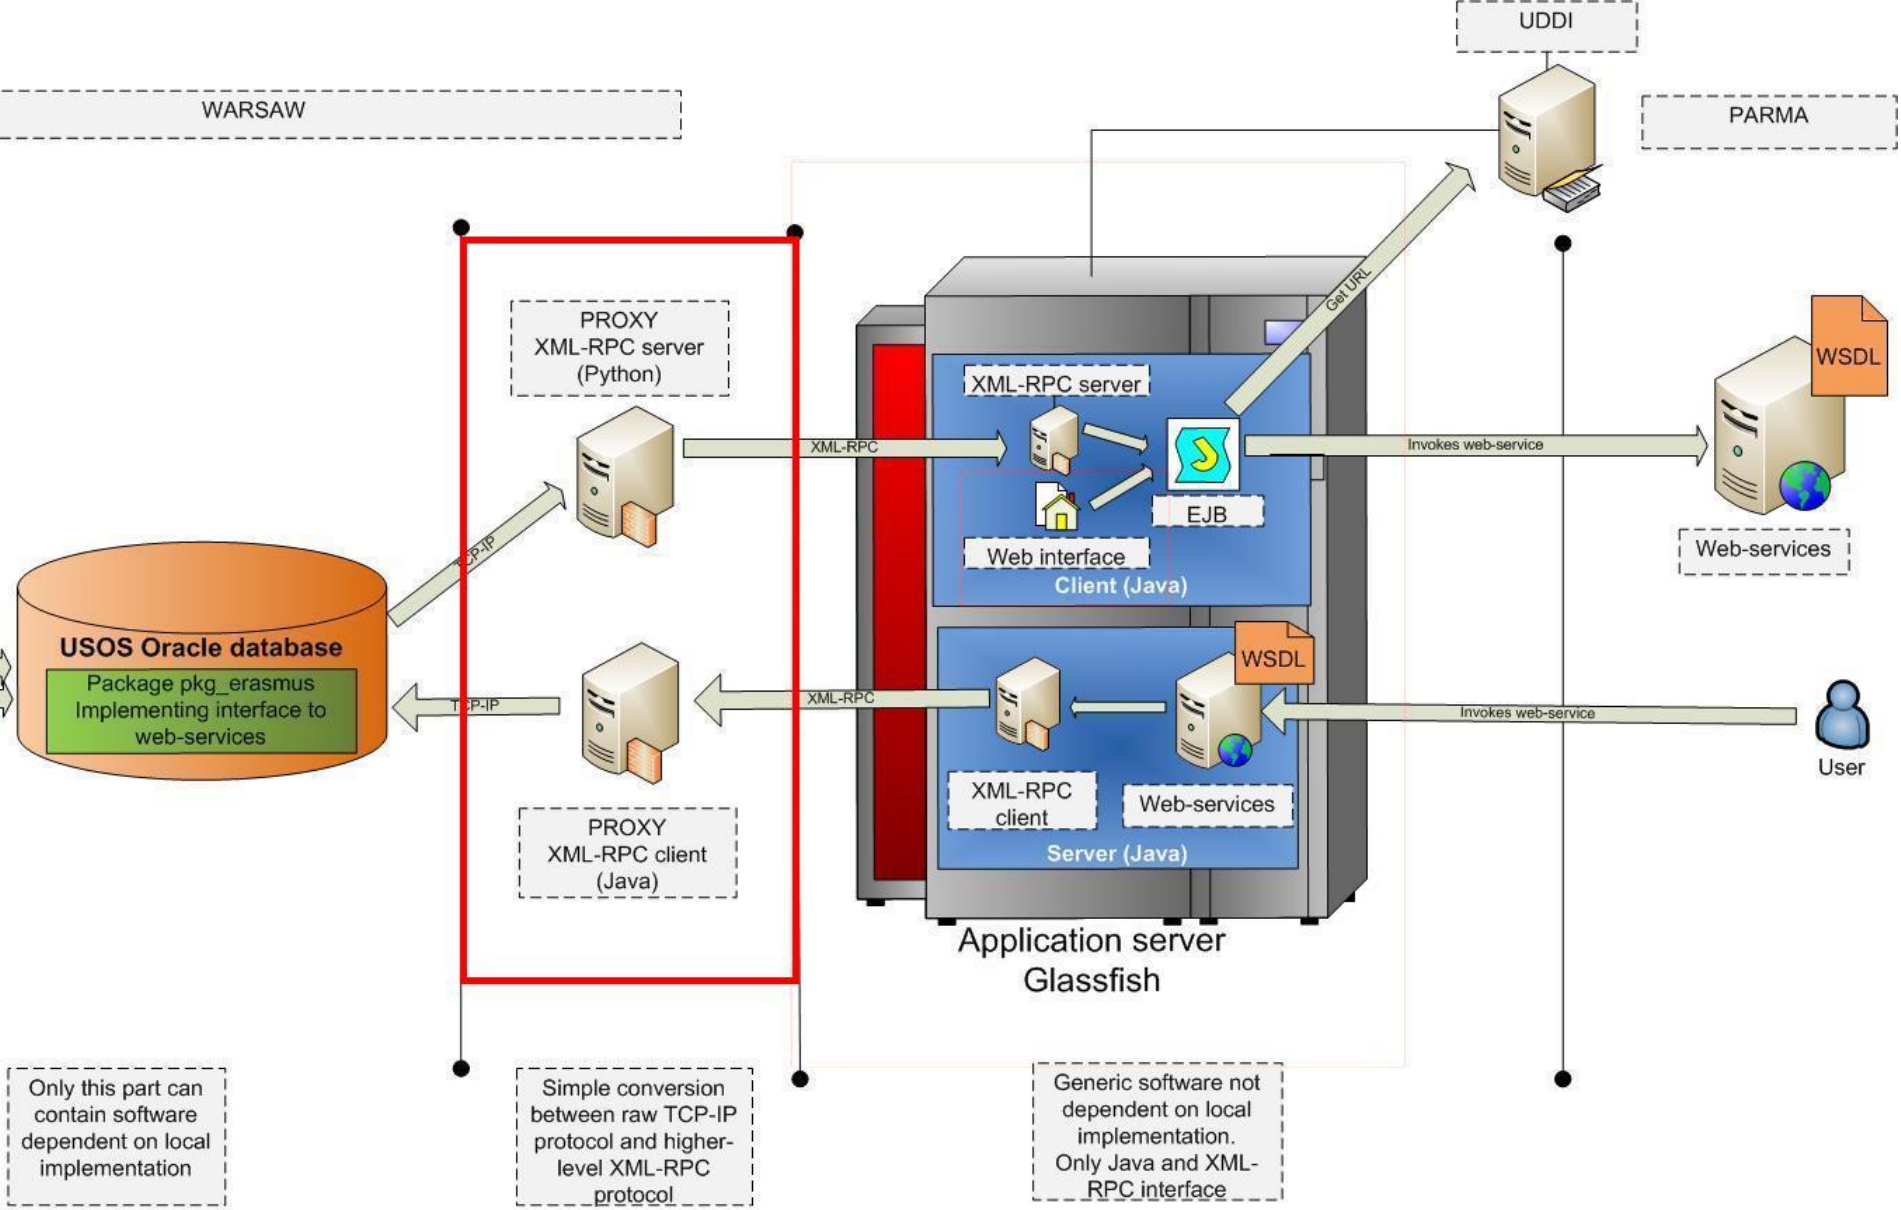 UDDI
WARSAW
PARMA
PROXY
XML-RPC server
(Python)
Get URL
WSDL
XML-RPC server
XML-RPC
Invokes web-service
EJB
Web interface
Client (Java)
Web-services
TCP-IP
USOS Oracle database
Package pkg_erasmus
Implementing interface to
web-services
TCP-IP
XML-RPC
WSDL
Invokes web-service
User
XML-RPC
client
Web-services
Server (Java)
PROXY
XML-RPC client
(Java)
Application server
Glassfish
Only this part can
contain software
dependent on local
implementation
Simple conversion
between raw TCP-IP
protocol and higher-
level XML-RPC
protocol
Generic software not
dependent on local
implementation.
Only Java and XML-
RPC interface